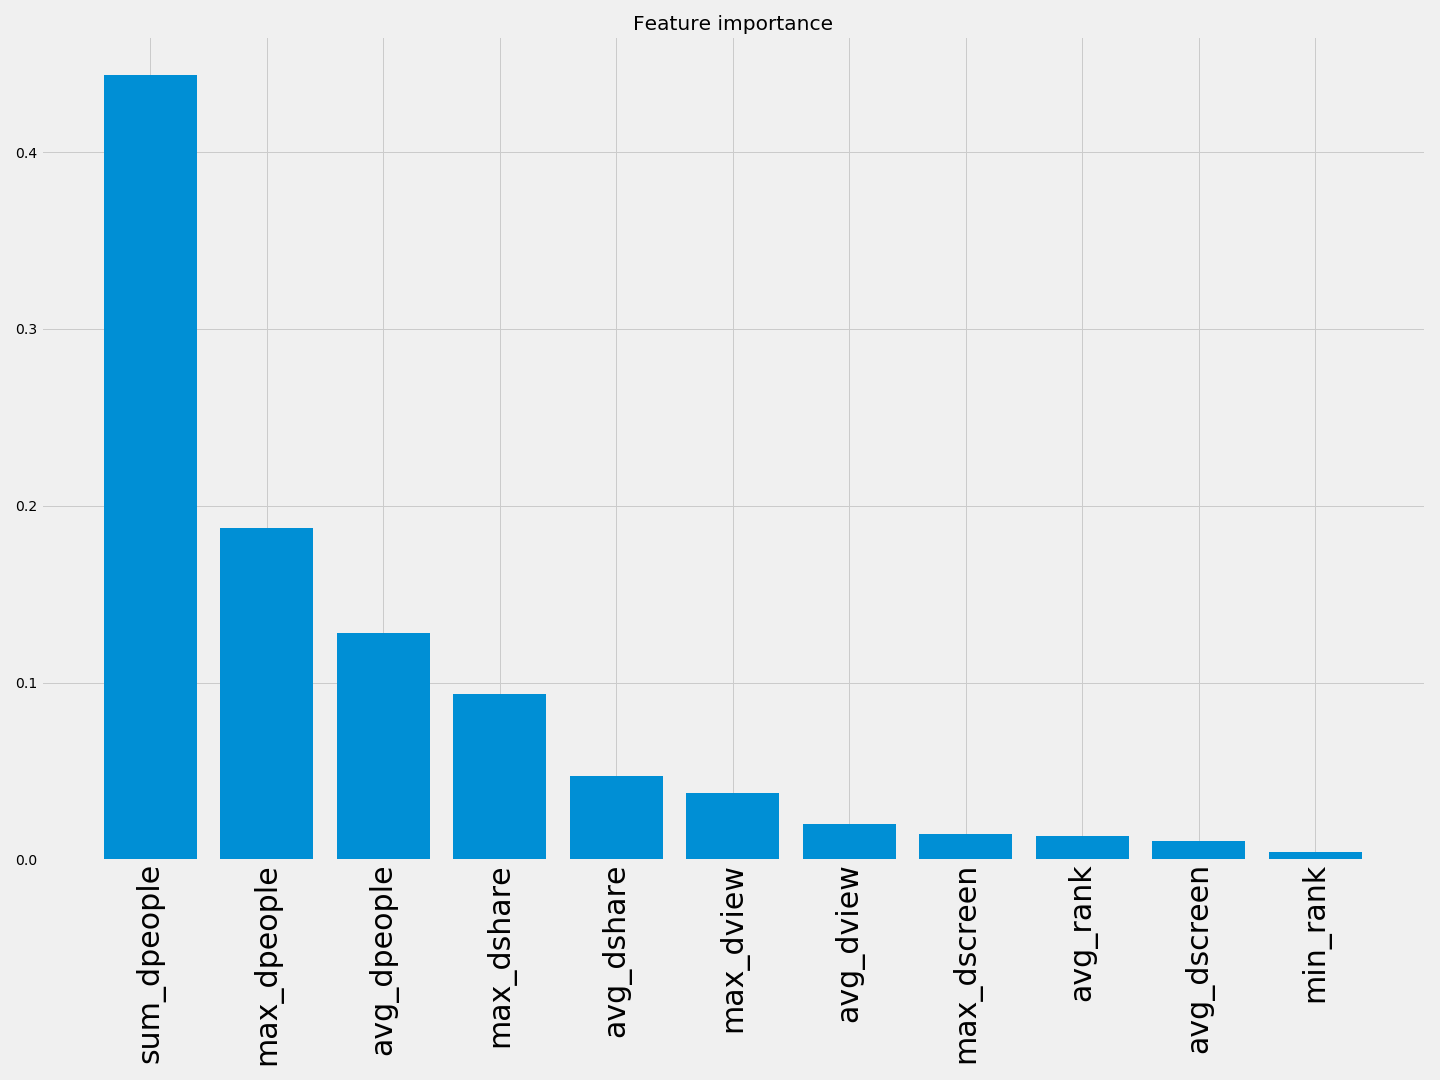 Feature importance
0.4
0.3
0.2
0.1
0.0
sum_dpeople
max_dpeople
avg_dpeople
max_dshare
avg_dshare
max_dview
avg_dview
max_dscreen
avg_rank
avg_dscreen
min_rank